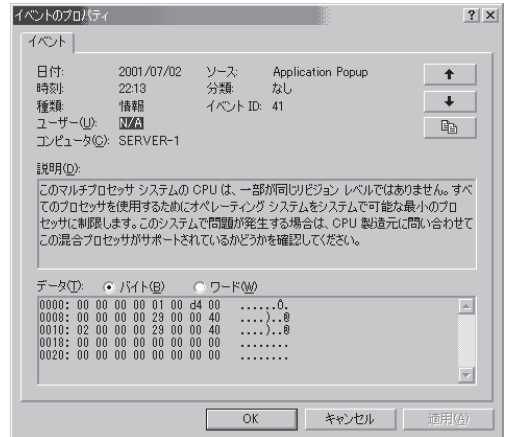 イベントのプロパティ
イベント
日付: 2001/07/02 ソース: Application Popup
時刻: 22:13 分類: なし
種類: 情報 イベント ID: 41
ユーザー(U): N/A
コンピュータ(C): SERVER-1
説明(D):
このマルチプロセッサ システムの CPU は、一部が同じリビジョン レベルではありません。すべ
てのプロセッサを使用するためにオペレーティング システムをシステムで可能な最小のプロ
セッサに制限します。このシステムで問題が発生する場合は、CPU 製造元に問い合わせて
この混合プロセッサがサポートされているかどうかを確認してください。
データ(T): バイト(B) ワード(W)
0000: 00 00 00 00 01 00 d4 00 ......Ô.
0008: 00 00 00 00 29 00 00 40 ....)..@
0010: 02 00 00 00 29 00 00 40 ....)..@
0018: 00 00 00 00 00 00 00 00 ........
0020: 00 00 00 00 00 00 00 00 ........
OK キャンセル 適用(A)